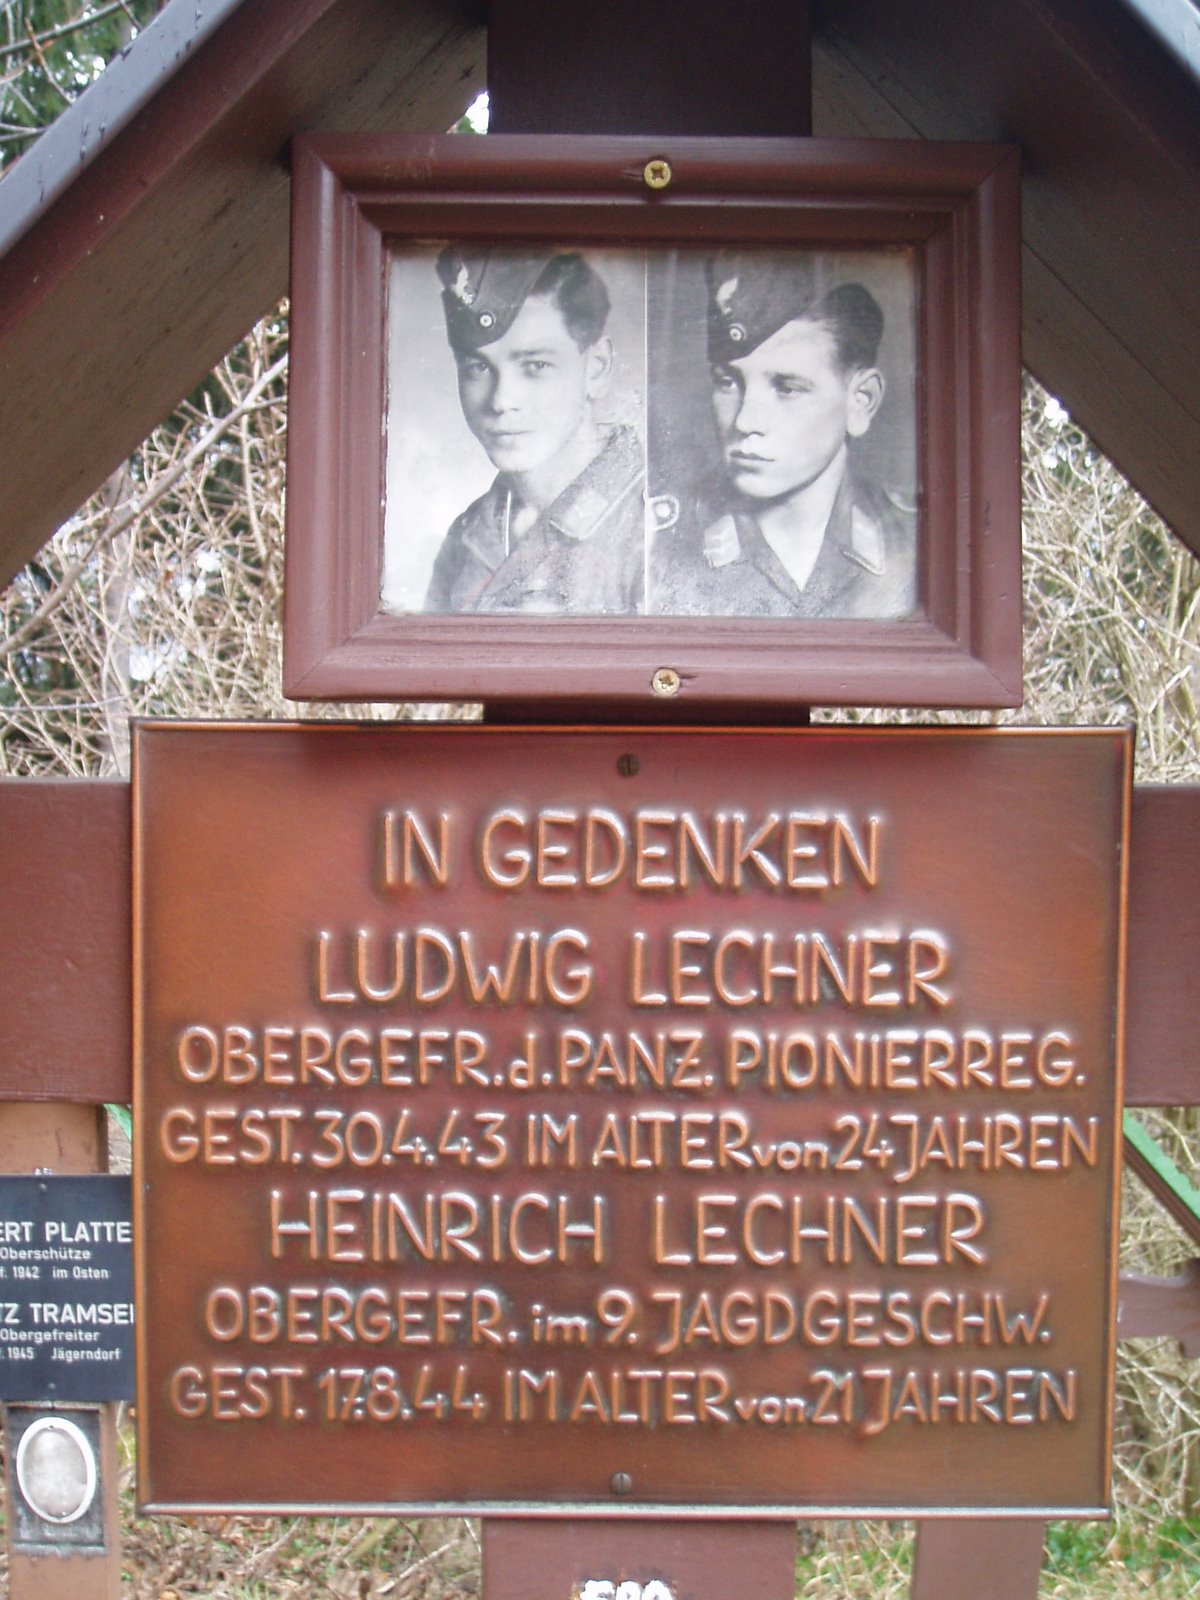 IN GEDENKEN
LUDWIG LECHNER
OBERGEFR.d.PANZ.PIONIERREG.
GEST.30.4.43 IM ALTER von 24 JAHREN
HEINRICH LECHNER
OBERGEFR. im 9. JAGDGESCHW.
GEST. 17.8.44 IM ALTER von 21 JAHREN
ERT PLATTE
Oberschütze
f. 1942 im Osten
TZ TRAMSE
Obergefreiter
1945 Jägerndorf